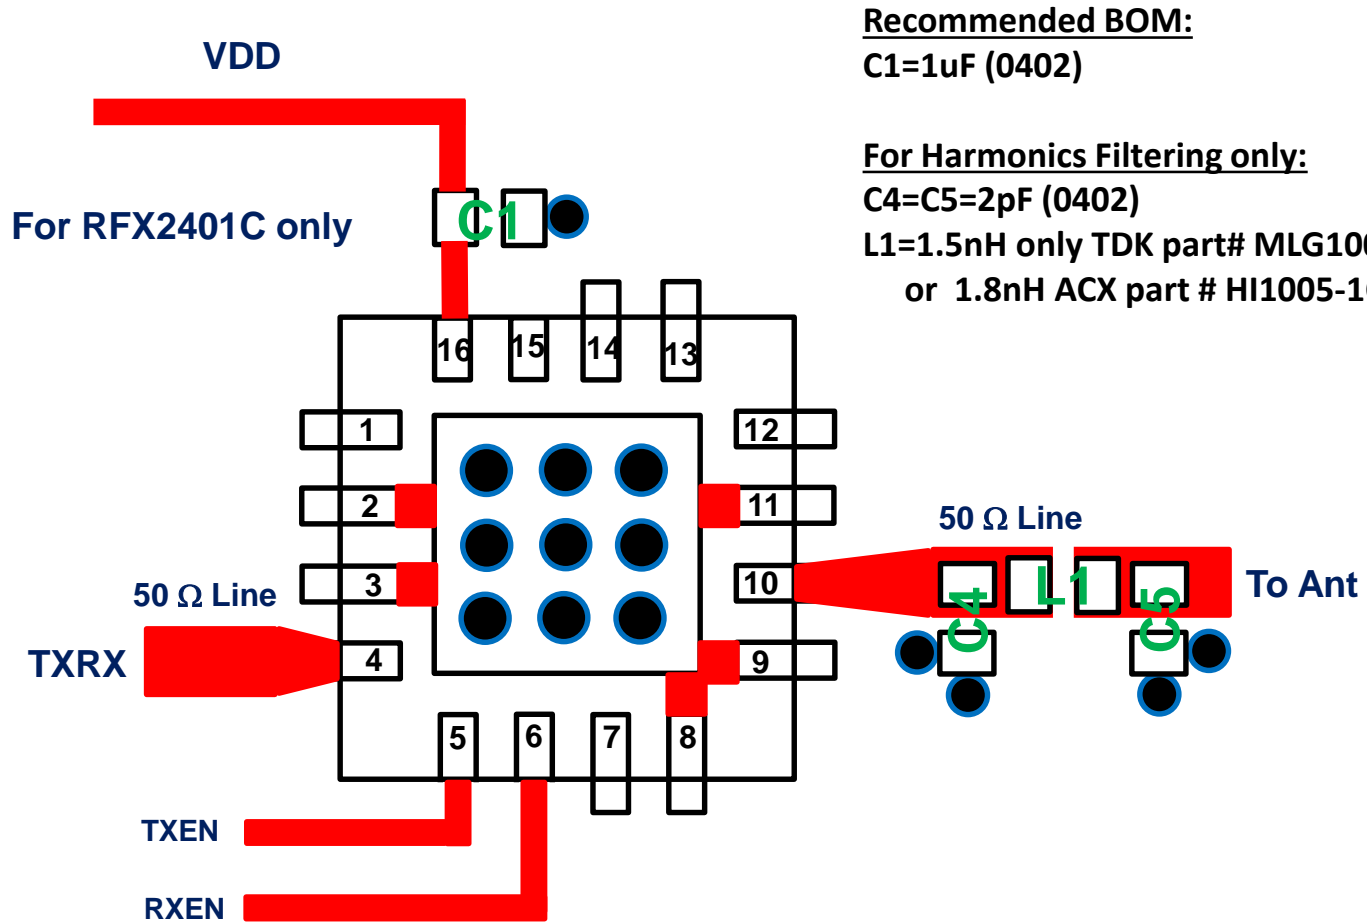 Recommended BOM:
C1=1uF (0402)
For Harmonics Filtering only:
C4=C5=2pF (0402)
L1=1.5nH only TDK part#
or 1.8nH ACX part #
VDD
For RFX2401C only
C1
16 15 14 13
1 12
2 11
3 10
4 9
5 6 7 8
50 Ω Line
TXRX
50 Ω Line
C4 L1 C5
To Ant
TXEN
RXEN